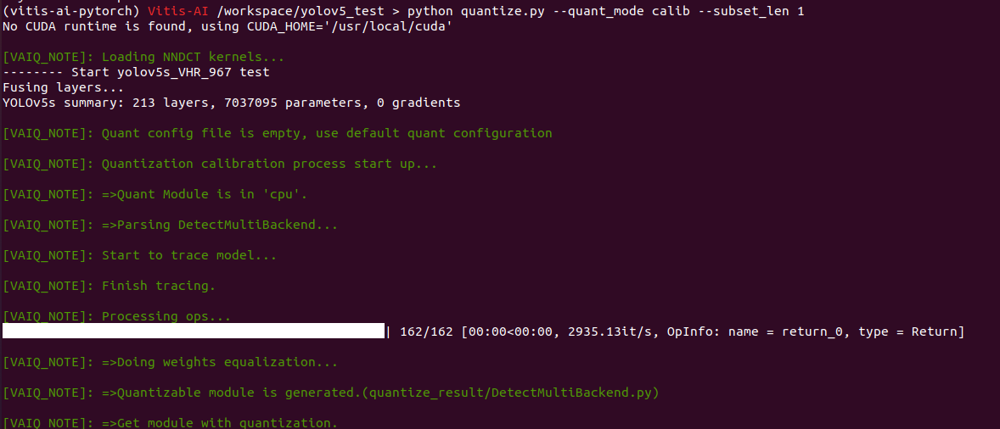 (vitis-ai-pytorch) Vitis-AI /workspace/yolov5_test > python quantize.py --quant_mode calib --subset_len 1
No CUDA runtime is found, using CUDA_HOME='/usr/local/cuda'
[VAIQ_NOTE]: Loading NNDCT kernels...
-------- Start yolov5s_VHR_967 test
Fusing layers...
YOLOv5s summary: 213 layers, 7037095 parameters, 0 gradients
[VAIQ_NOTE]: Quant config file is empty, use default quant configuration
[VAIQ_NOTE]: Quantization calibration process start up...
[VAIQ_NOTE]: =>Quant Module is in 'cpu'.
[VAIQ_NOTE]: =>Parsing DetectMultiBackend...
[VAIQ_NOTE]: Start to trace model...
[VAIQ_NOTE]: Finish tracing.
[VAIQ_NOTE]: Processing ops...
| 162/162 [00:00<00:00, 2935.13it/s, OpInfo: name = return_0, type = Return]
[VAIQ_NOTE]: =>Doing weights equalization...
[VAIQ_NOTE]: =>Quantizable module is generated.(quantize_result/DetectMultiBackend.py)
[VAIQ_NOTE]: =>Get module with quantization.